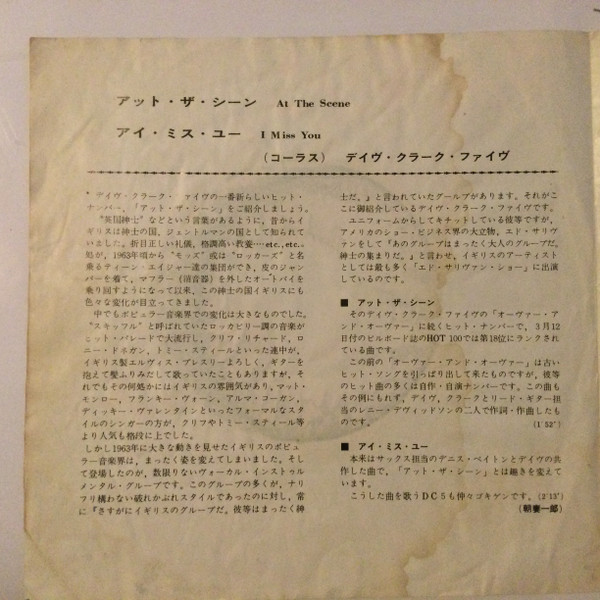 アット・ザ・シーン At The Scene
アイ・ミス・ユー I Miss You
(コーラス) デイヴ・クラーク・ファイヴ
デイヴ・クラーク・ ァイヴの一番新らしいヒット・
ナンバー、「アット・ザ・シーン」をご紹介しましょう。
"英国紳士"などという言葉があるように、昔からイ
ギリスは紳士の国、ジェントルマンの国として知られて
いました。折目正しい礼儀、格調高い教養‥‥etc., etc..
処が、1963年頃から"モッズ"或は"ロッカーズ"と名
乗るティーン・エイジャー達の集団ができ、皮のジャン
パーを着て、マフラー(消音器)を外したオートバイを
乗り回すようになって以来、この紳士の国イギリスにも
色々な変化が目立ってきました。
中でもポピュラー音楽界での変化は大きなものでした。
"スキッフル"と呼ばれていたロッカビリー調の音楽が
ヒット・パレードで大流行し、クリフ・リチャード、ロ
ニー・ドネガン、トミー・スティールといった連中が、
イギリス製エルヴィス・プレスリーよろしく、ギターを
抱えて髪ふりみだして歌っていたこともありますが、そ
れでもその何処かにはイギリスの雰囲気があり、マット・
モンロー、フランキー・ヴォーン、アルマ・コーガン、
ディッキー・ヴァレンタインといったフォーマルなスタ
イルのシンガーの方が、クリフやトミー・スティール等
より人気も格段に上でした。
しかし1963年に大きな動きを見せたイギリスのポピュ
ラー音楽界は、まったく姿を変えてしまいました。そし
て登場したのが、数限りないヴォーカル・インストゥル
メンタル・グループです。このグループの多くが、ナリ
フリ構わない破れかぶれスタイルであったのに対し、常
に『さすがにイギリスのグループだ。彼等はまったく紳
士だ。』と言われていたグループがあります。それがこ
こに御紹介しているデイヴ・クラーク・ファイヴです。
ユニフォームからしてキチットしている彼等ですが、
アメリカのショー・ビジネス界の大立物、エド・サリヴ
ァンをして『あのグループはまったく大人のグループだ。
紳士の集まりだ。』と言わせ、イギリスのアーティスト
としては最も多く「エド・サリヴァン・ショー」に出演
しているのです。
■ アット・ザ・シーン
そのデイヴ・クラーク・ファイヴの「オーヴァー・ア
ンド・オーヴァー」に続くヒット・ナンバーで、3月12
日付のビルボード誌のHOT 100では第18位にランクされ
ている曲です。
この前の「オーヴァー・アンド・オーヴァー」は古い
ヒット・ソングを引っぱり出して来たものですが、彼等
のヒット曲の多くは自作・自演ナンバーです。この曲も
その例にもれず、デイヴ、クラークとリード・ギター担
当のレニー・デヴィッドソンの二人で作詞・作曲したも
のです。 (1′52″)
■ アイ・ミス・ユー
本来はサックス担当のデニス・ペイトンとデイヴの共
作した曲で、「アット・ザ・シーン」とは趣きを変えて
います。
こうした曲を歌うDC5も仲々ゴキゲンです。(2′13″)
(朝妻一郎)